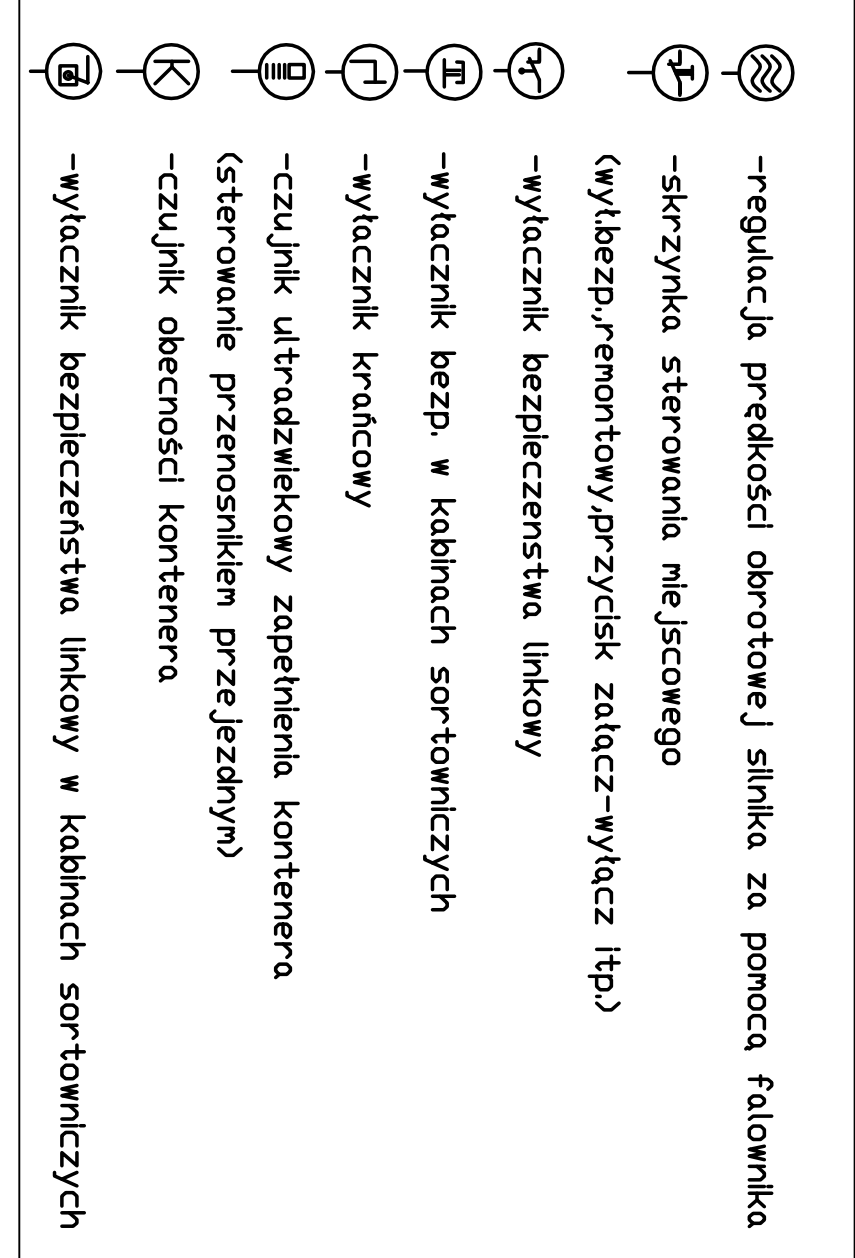 -regulacja prędkości obrotowej silnika za pomocą falownika
-skrzynka sterowania miejscowego
(wył.bezp.,remontowy,przycisk załącz-wyłącz itp.)
-wyłacznik bezpieczenstwa linkowy
-wyłacznik bezp. w kabinach sortowniczych
-wyłacznik krańcowy
-czujnik ultradzwiekowy zapełnienia kontenera
(sterowanie przenosnikiem przejezdnym)
K -czujnik obecności kontenera
-wyłacznik bezpieczeństwa linkowy w kabinach sortowniczych